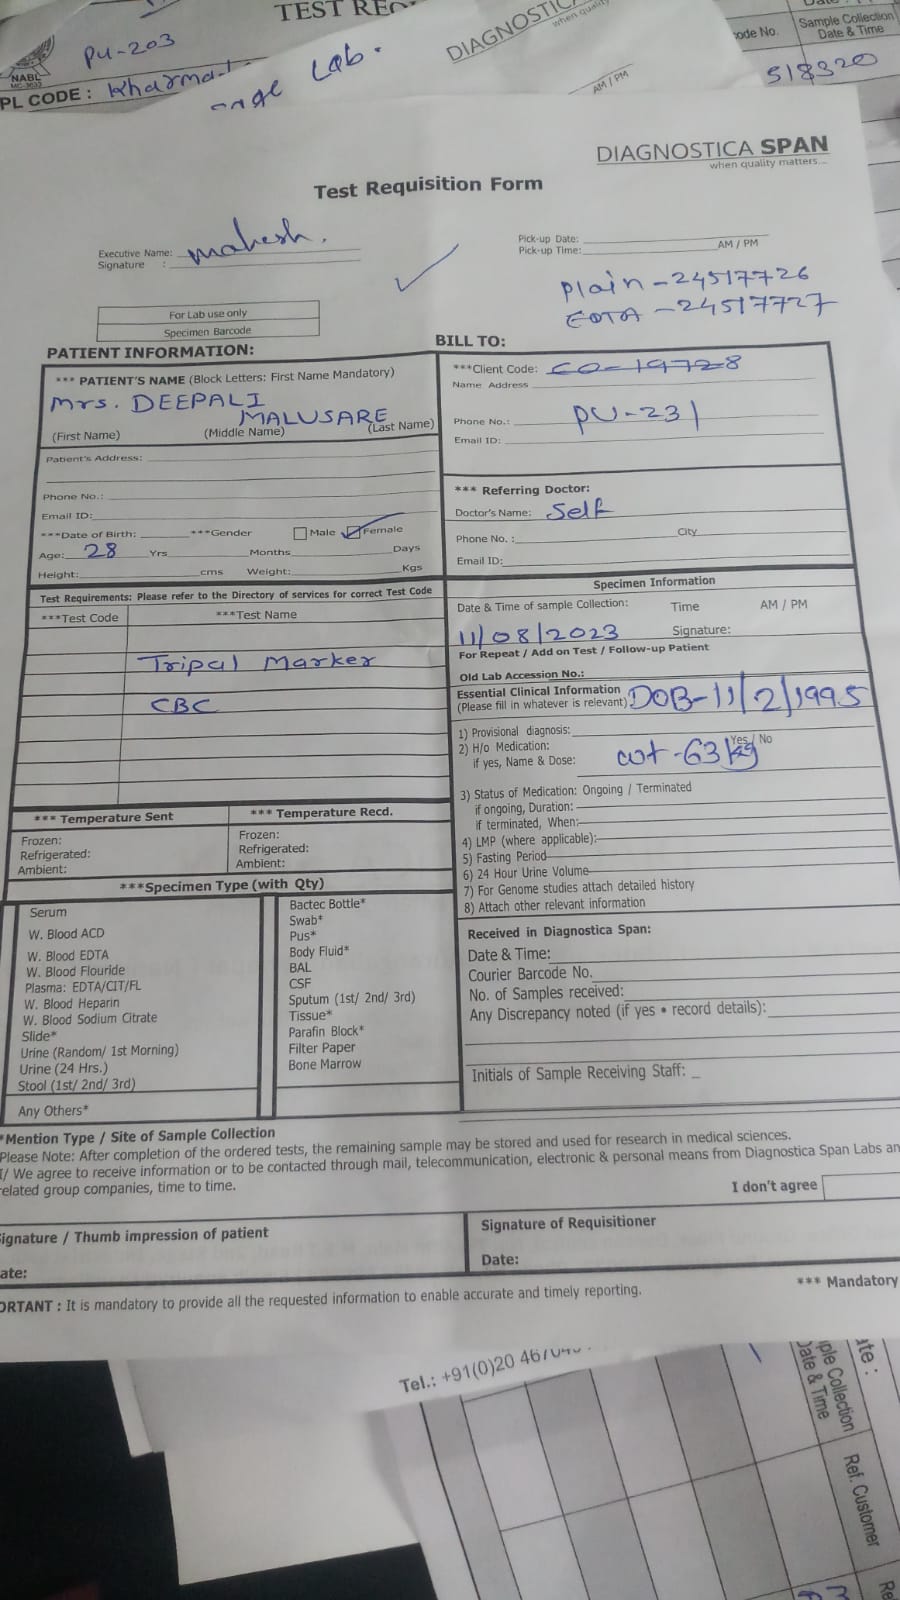 TEST REQ
PU-203
NABL
MC-3032
PL CODE : Kharmat
ange Lab.
DIAGNOSTICA
when quality
AM / PM
ode No.
Sample Collection
Date & Time
518320
DIAGNOSTICA SPAN
when quality matters...
Test Requisition Form
Executive Name: mahesh.
Signature :
Pick-up Date:
Pick-up Time: AM / PM
Plain - 24517726
EDTA - 24517727
For Lab use only
Specimen Barcode
PATIENT INFORMATION:
*** PATIENT'S NAME (Block Letters: First Name Mandatory)
Mrs. DEEPALI
MALUSARE
(First Name) (Middle Name) (Last Name)
Patient's Address:
Phone No.:
Email ID:
***Date of Birth: ***Gender Male Female
Age: 28 Yrs Months Days
Height: cms Weight: Kgs
BILL TO:
***Client Code: CO-19728
Name Address
Phone No.: PU-231
Email ID:
*** Referring Doctor:
Doctor's Name: Self
Phone No. : City
Email ID:
Test Requirements: Please refer to the Directory of services for correct Test Code
***Test Code ***Test Name
Tripal Marker
CBC
Specimen Information
Date & Time of sample Collection: Time AM / PM
11/08/2023 Signature:
For Repeat / Add on Test / Follow-up Patient
Old Lab Accession No.:
Essential Clinical Information DOB-11/2/1995
(Please fill in whatever is relevant)
1) Provisional diagnosis:
2) H/o Medication: Yes / No
if yes, Name & Dose: wt-63kg
3) Status of Medication: Ongoing / Terminated
if ongoing, Duration:
if terminated, When:
4) LMP (where applicable):
5) Fasting Period
6) 24 Hour Urine Volume
7) For Genome studies attach detailed history
8) Attach other relevant information
*** Temperature Sent *** Temperature Recd.
Frozen: Frozen:
Refrigerated: Refrigerated:
Ambient: Ambient:
***Specimen Type (with Qty)
Serum
W. Blood ACD
W. Blood EDTA
W. Blood Flouride
Plasma: EDTA/CIT/FL
W. Blood Heparin
W. Blood Sodium Citrate
Slide*
Urine (Random/ 1st Morning)
Urine (24 Hrs.)
Stool (1st/ 2nd/ 3rd)
Any Others*
Bactec Bottle*
Swab*
Pus*
Body Fluid*
BAL
CSF
Sputum (1st/ 2nd/ 3rd)
Tissue*
Parafin Block*
Filter Paper
Bone Marrow
Received in Diagnostica Span:
Date & Time:
Courier Barcode No.
No. of Samples received:
Any Discrepancy noted (if yes • record details):
Initials of Sample Receiving Staff: _
*Mention Type / Site of Sample Collection
Please Note: After completion of the ordered tests, the remaining sample may be stored and used for research in medical sciences.
I/ We agree to receive information or to be contacted through mail, telecommunication, electronic & personal means from Diagnostica Span Labs an
related group companies, time to time.
I don't agree
ignature / Thumb impression of patient
ate:
Signature of Requisitioner
Date:
*** Mandatory
ORTANT : It is mandatory to provide all the requested information to enable accurate and timely reporting.
Tel.: +91(0)20 467040
ate :
ple Collection
Date & Time
Ref. Customer
Re